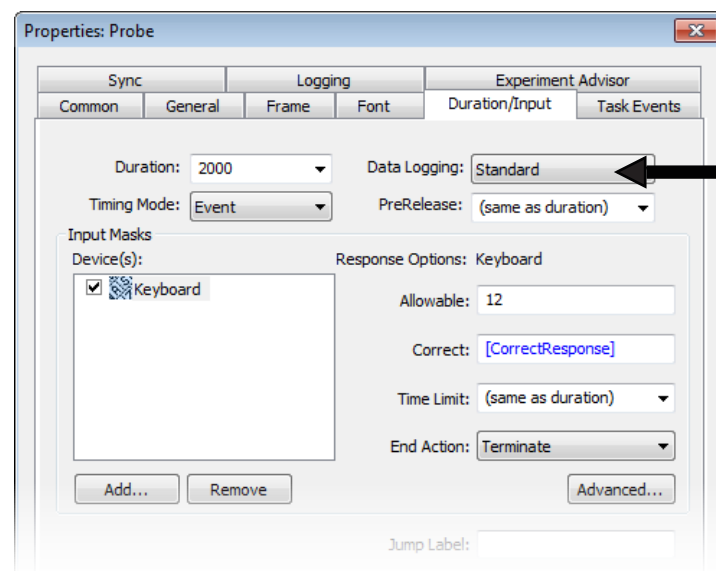 Properties: Probe
Sync Logging Experiment Advisor
Common General Frame Font Duration/Input Task Events
Duration: 2000 Data Logging: Standard
Timing Mode: Event PreRelease: (same as duration)
Input Masks
Device(s): Response Options: Keyboard
Keyboard Allowable: 12
Correct: [CorrectResponse]
Time Limit: (same as duration)
End Action: Terminate
Add... Remove Advanced...
Jump Label: